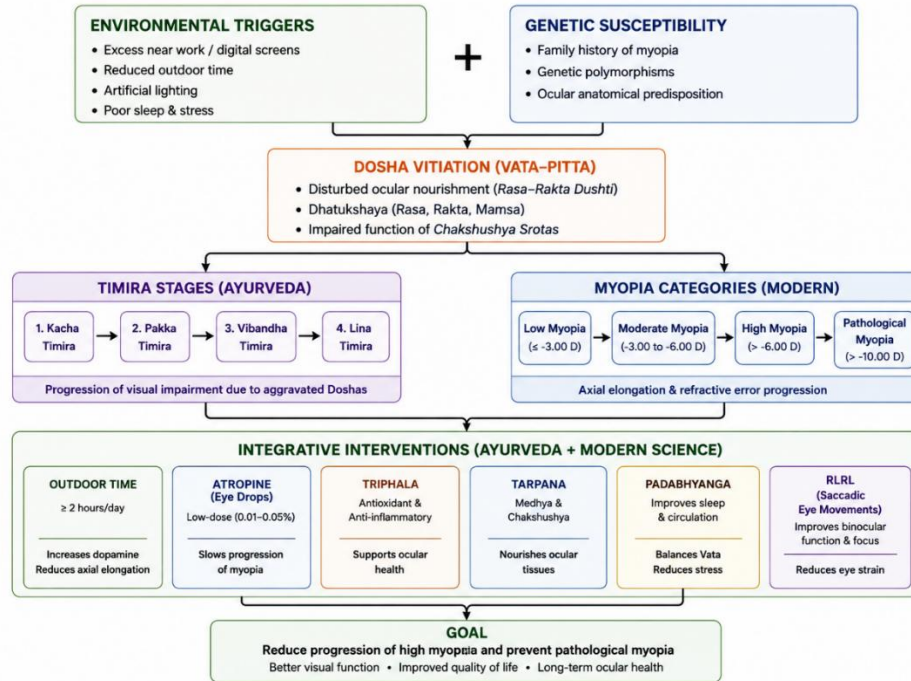 ENVIRONMENTAL TRIGGERS
• Excess near work / digital screens
• Reduced outdoor time
• Artificial lighting
• Poor sleep & stress
+
GENETIC SUSCEPTIBILITY
• Family history of myopia
• Genetic polymorphisms
• Ocular anatomical predisposition
DOSHA VITIATION (VATA–PITTA)
• Disturbed ocular nourishment (Rasa–Rakta Dushti)
• Dhatukshaya (Rasa, Rakta, Mamsa)
• Impaired function of Chakshushya Srotas
TIMIRA STAGES (AYURVEDA)
1. Kacha
Timira
2. Pakka
Timira
3. Vibandha
Timira
4. Lina
Timira
Progression of visual impairment due to aggravated Doshas
MYOPIA CATEGORIES (MODERN)
Low Myopia
(≤ -3.00 D)
Moderate Myopia
(-3.00 to -6.00 D)
High Myopia
(> -6.00 D)
Pathological
Myopia
(> -10.00 D)
Axial elongation & refractive error progression
INTEGRATIVE INTERVENTIONS (AYURVEDA + MODERN SCIENCE)
OUTDOOR TIME
≥ 2 hours/day
Increases dopamine
Reduces axial elongation
ATROPINE
(Eye Drops)
Low-dose (0.01–0.05%)
Slows progression
of myopia
TRIPHALA
Antioxidant &
Anti-inflammatory
Supports ocular
health
TARPANA
Medhya &
Chakshushya
Nourishes ocular
tissues
PADABHYANGA
Improves sleep
& circulation
Balances Vata
Reduces stress
RLRL
(Saccadic
Eye Movements)
Improves binocular
function & focus
Reduces eye strain
GOAL
Reduce progression of high myopia and prevent pathological myopia
Better visual function • Improved quality of life • Long-term ocular health